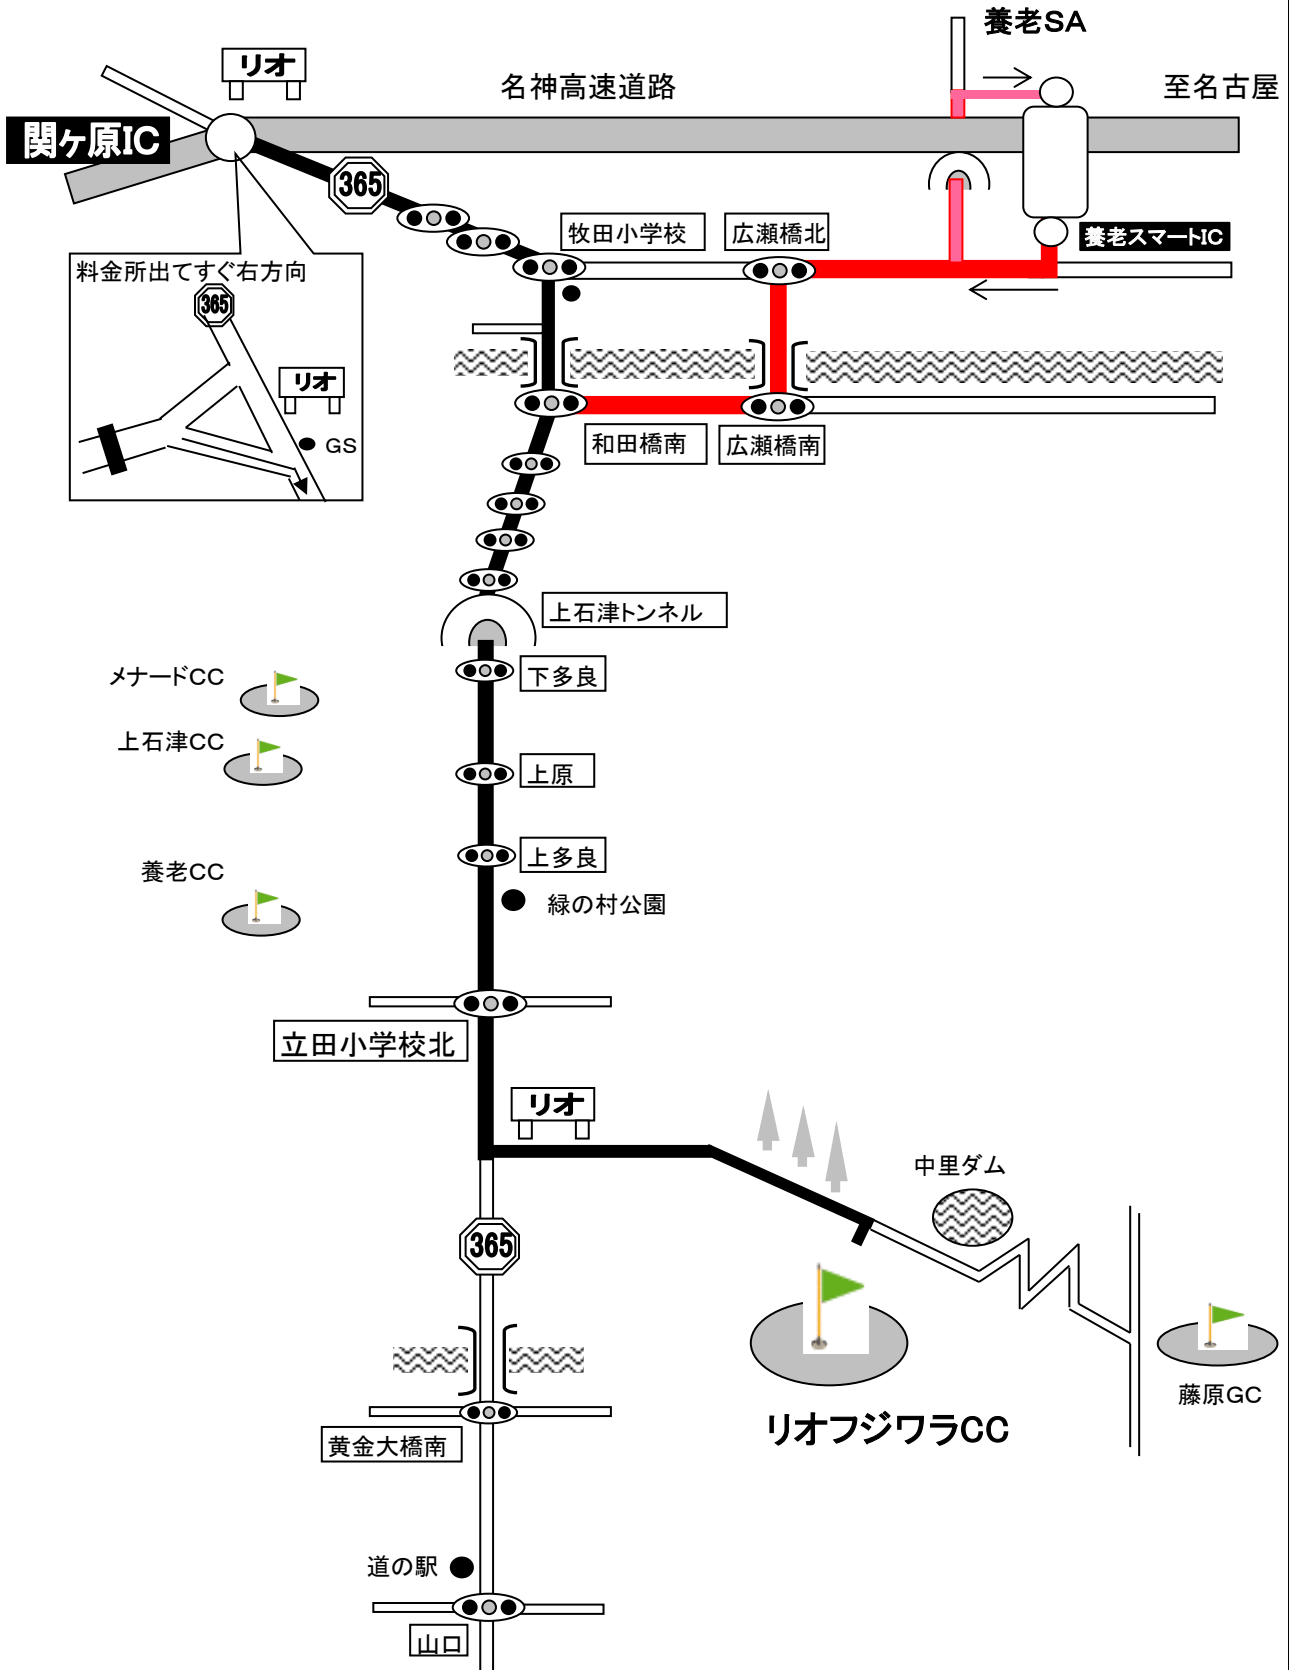 養老SA
リオ
名神高速道路
至名古屋
関ヶ原IC
365
牧田小学校
広瀬橋北
養老スマートIC
料金所出てすぐ右方向
365
リオ
GS
和田橋南
広瀬橋南
上石津トンネル
下多良
メナードCC
上石津CC
上原
上多良
養老CC
緑の村公園
立田小学校北
リオ
中里ダム
365
藤原GC
リオフジワラCC
黄金大橋南
道の駅
山口